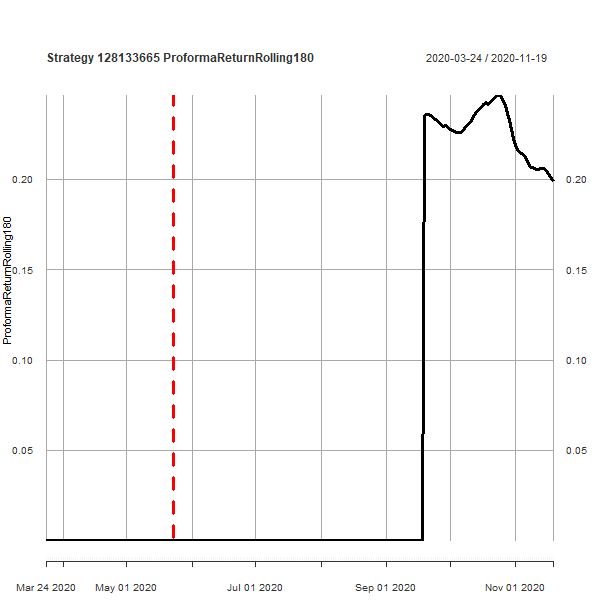 Strategy 128133665 ProformaReturnRolling180
2020-03-24 / 2020-11-19
ProformaReturnRolling180
0.20
0.15
0.10
0.05
0.20
0.15
0.10
0.05
Mar 24 2020
May 01 2020
Jul 01 2020
Sep 01 2020
Nov 01 2020